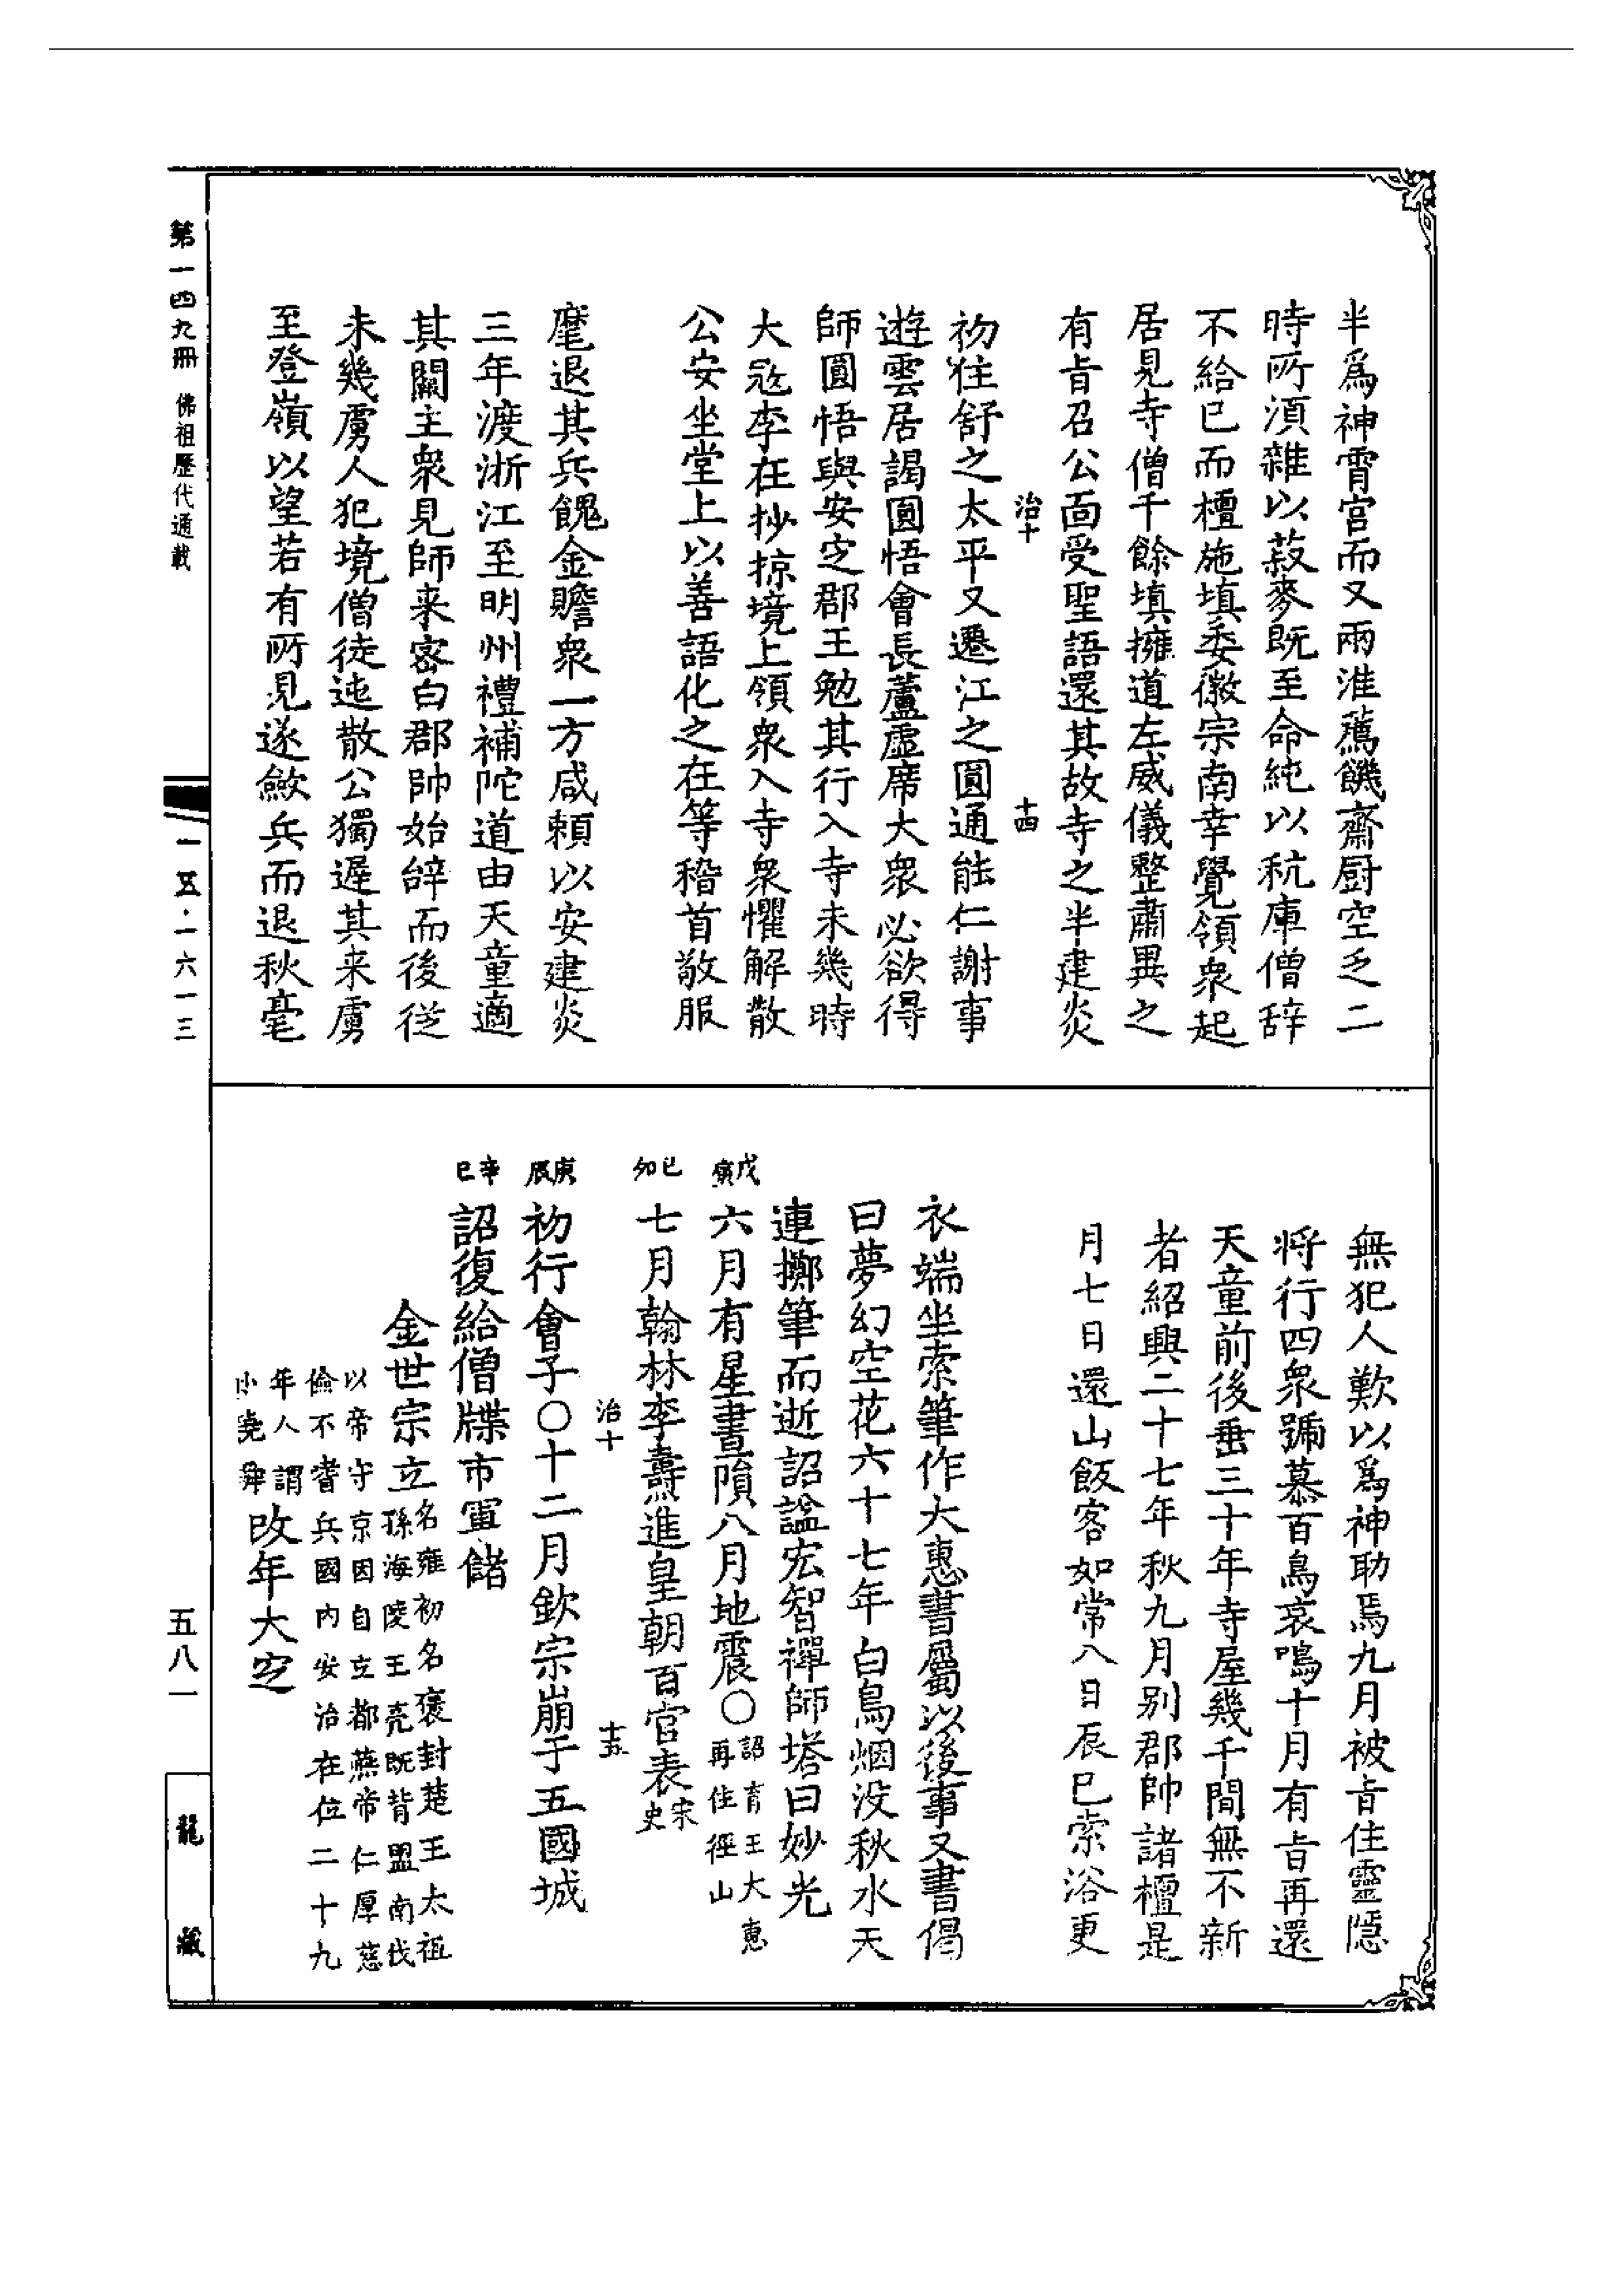 半爲神霄宮而又兩淮薦饑齋厨空乏二
時所湏雜以菽麥旣至命純以秔庫僧辞
不給已而檀施填委徽宗南幸覺領衆起
居見寺僧千餘填擁道左威儀整肅異之
有旨召公面受聖語還其故寺之半建炎
治十
十四
初住舒之太平又遷江之圓通能仁謝事
遊雲居謁圓悟會長蘆虛席大衆必欲得
師圓悟與安定郡王勉其行入寺未幾時
大㓂李在抄掠境上領衆入寺衆懼解散
公安坐堂上以善語化之在等稽首敬服
麾退其兵餽金贍衆一方咸頼以安建炎
三年渡浙江至明州禮補陀道由天童適
其闕主衆見師来密白郡帥始辝而後從
未幾虜人犯境僧徒迯散公獨遅其来虜
至登嶺以望若有所見遂歛兵而退秋毫
無犯人歎以爲神助焉九月被旨住靈隱
将行四衆號慕百鳥哀鳴十月有旨再還
天童前後垂三十年寺屋幾千間無不新
者紹興二十七年秋九月别郡帥諸檀是
月七日還山飯客如常八日辰巳索浴更
衣端坐索筆作大惠書屬以後事又書偈
曰夢幻空花六十七年白鳥烟没秋水天
連擲筆而逝詔諡宏智禪師塔曰妙光
戊寅
六月有星晝隕八月地震○詔育王大惠再住徑山
己卯
七月翰林李燾進皇朝百官表宋史
治十
十五
庚辰
初行會子○十二月欽宗崩于五國城
辛巳
詔復給僧牒市軍儲
金世宗立名雍初名褒封楚王太祖孫海陵王亮旣背盟南伐
以帝守京因自立都燕帝仁厚慈儉不嗜兵國内安治在位二十九
年人謂小堯舜改年大定
第一四九冊 佛祖歷代通載
一五·一六一三
五八一
龍藏